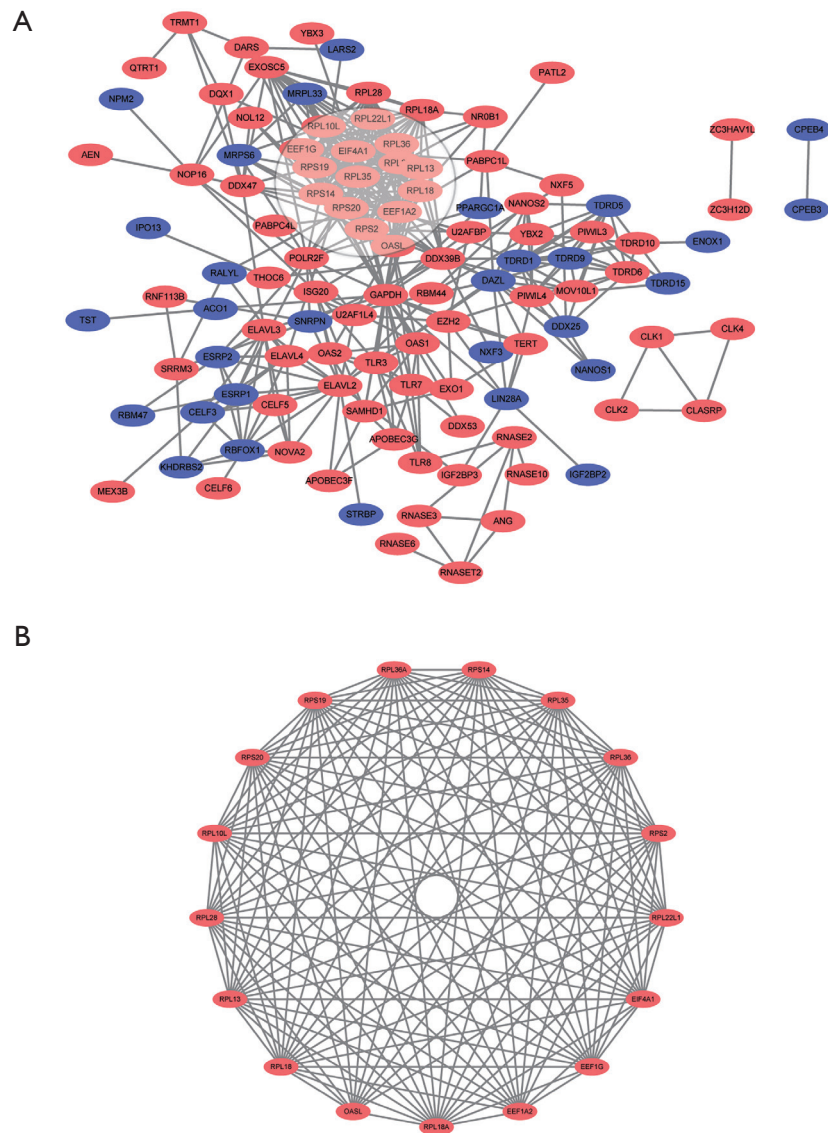 A
TRMT1
YBX3
DARS
LARS2
QTRT1
EXOSC5
PATL2
NPM2
DQX1
MRPL33
RPL28
NOL12
RPL22L1
RPL18A
NR0B1
ZC3HAV1L
CPEB4
RPL10L
AEN
MRPS6
EEF1G
EIF4A1
RPL36
NOP16
RPS19
RPL13
PABPC1L
DDX47
RPL35
RPS14
RPL18
NXF5
RPS20
EEF1A2
PPARGC1A
NANOS2
TDRD5
ZC3H12D
CPEB3
IPO13
PABPC4L
RPS2
U2AFBP
YBX2
PIWIL3
OASL
TDRD10
ENOX1
POLR2F
DDX39B
TDRD1
TDRD9
RALYL
THOC6
DAZL
TDRD6
RNF113B
ISG20
GAPDH
RBM44
PIWIL4
MOV10L1
TDRD15
ACO1
TST
SNRPN
U2AF1L4
EZH2
DDX25
ELAVL3
CLK1
CLK4
ESRP2
ELAVL4
OAS2
TLR3
OAS1
NXF3
TERT
SRRM3
NANOS1
ESRP1
ELAVL2
TLR7
EXO1
LIN28A
RBM47
CELF3
CELF5
SAMHD1
CLK2
CLASRP
DDX53
RBFOX1
NOVA2
APOBEC3G
RNASE2
KHDRBS2
TLR8
MEX3B
CELF6
APOBEC3F
IGF2BP3
RNASE10
IGF2BP2
STRBP
RNASE3
ANG
RNASE6
RNASET2
B
RPL36A
RPS14
RPS19
RPL35
RPS20
RPL36
RPL10L
RPS2
RPL28
RPL22L1
RPL13
EIF4A1
RPL18
EEF1G
OASL
EEF1A2
RPL18A